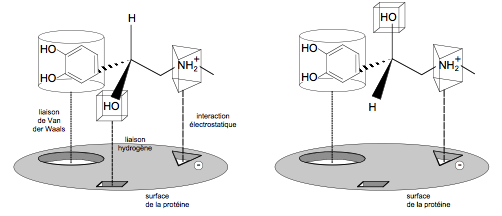 H
HO
HO
NH2
+
HO
liaison
de Van
der Waals
liaison
hydrogène
interaction
électrostatique
-
surface
de la protéine
HO
HO
HO
NH2
+
H
-
surface
de la protéine